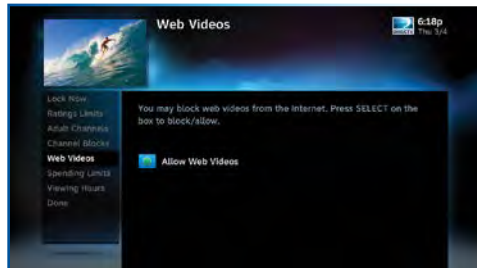 Web Videos
6:18p
Thu 3/4
Lock Now
Ratings Limits
Adult Channels
Channel Blocks
Web Videos
Spending Limits
Viewing Hours
Done
You may block web videos from the Internet. Press SELECT on the
box to block/allow.
Allow Web Videos